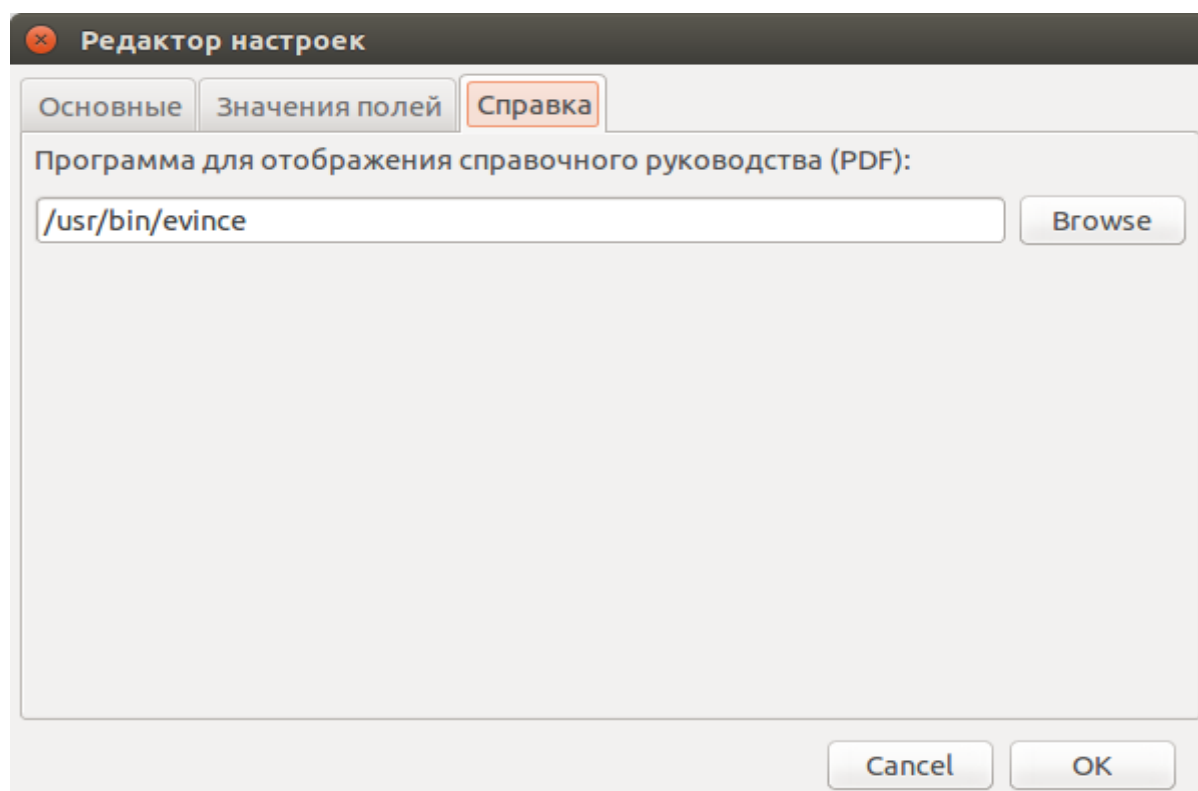 Редактор настроек
Основные Значения полей Справка
Программа для отображения справочного руководства (PDF):
/usr/bin/evince Browse
Cancel OK